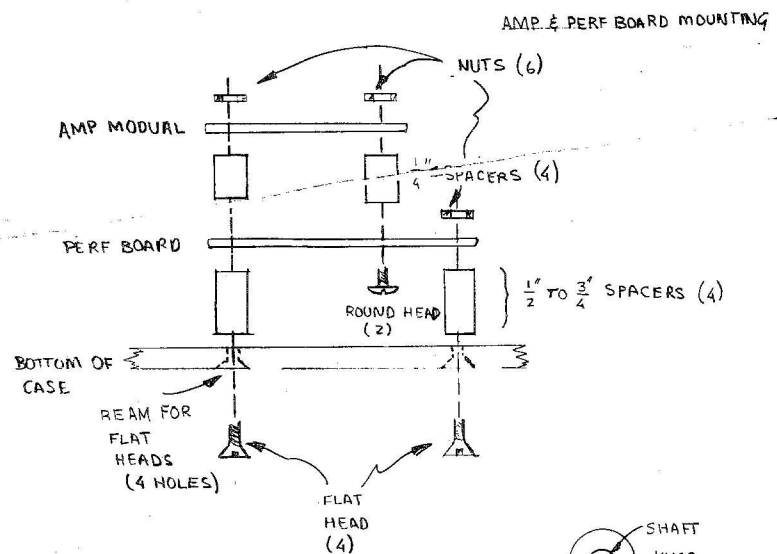 AMP & PERF BOARD MOUNTING
NUTS (6)
AMP MODUAL
1/4" SPACERS (4)
PERF BOARD
1/2" TO 3/4" SPACERS (4)
ROUND HEAD
(2)
BOTTOM OF
CASE
REAM FOR
FLAT
HEADS
(4 HOLES)
FLAT
HEAD
(4)
SHAFT